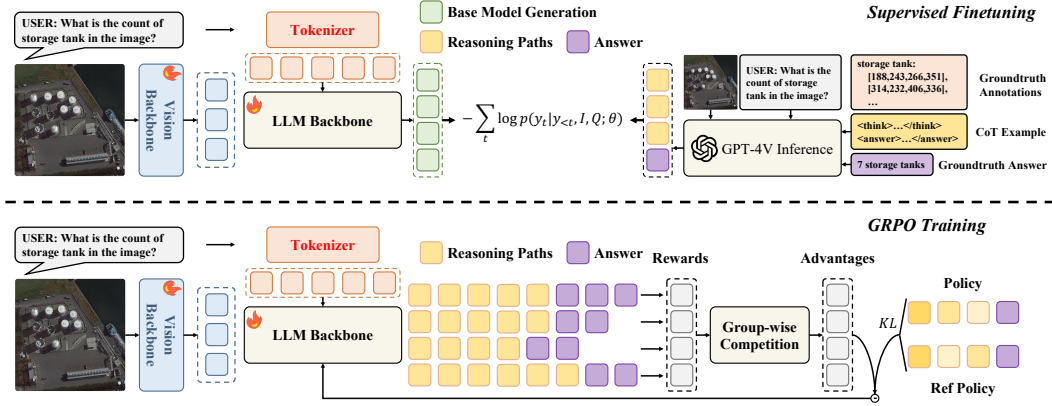 USER: What is the count of
storage tank in the image?
Vision
Backbone
Tokenizer
LLM Backbone
Base Model Generation
Reasoning Paths
Answer
− ∑ log p(y_t|y_{<t}, I, Q; θ)
t
Supervised Finetuning
USER: What is the
count of storage
tank in the image?
storage tank:
[188,243,266,351],
[314,232,406,336],
…
Groundtruth
Annotations
<think>…</think>
<answer>…</answer>
CoT Example
GPT-4V Inference
7 storage tanks
Groundtruth Answer
GRPO Training
USER: What is the count of
storage tank in the image?
Vision
Backbone
Tokenizer
LLM Backbone
Reasoning Paths
Answer
Rewards
Group-wise
Competition
Advantages
KL
Policy
Ref Policy